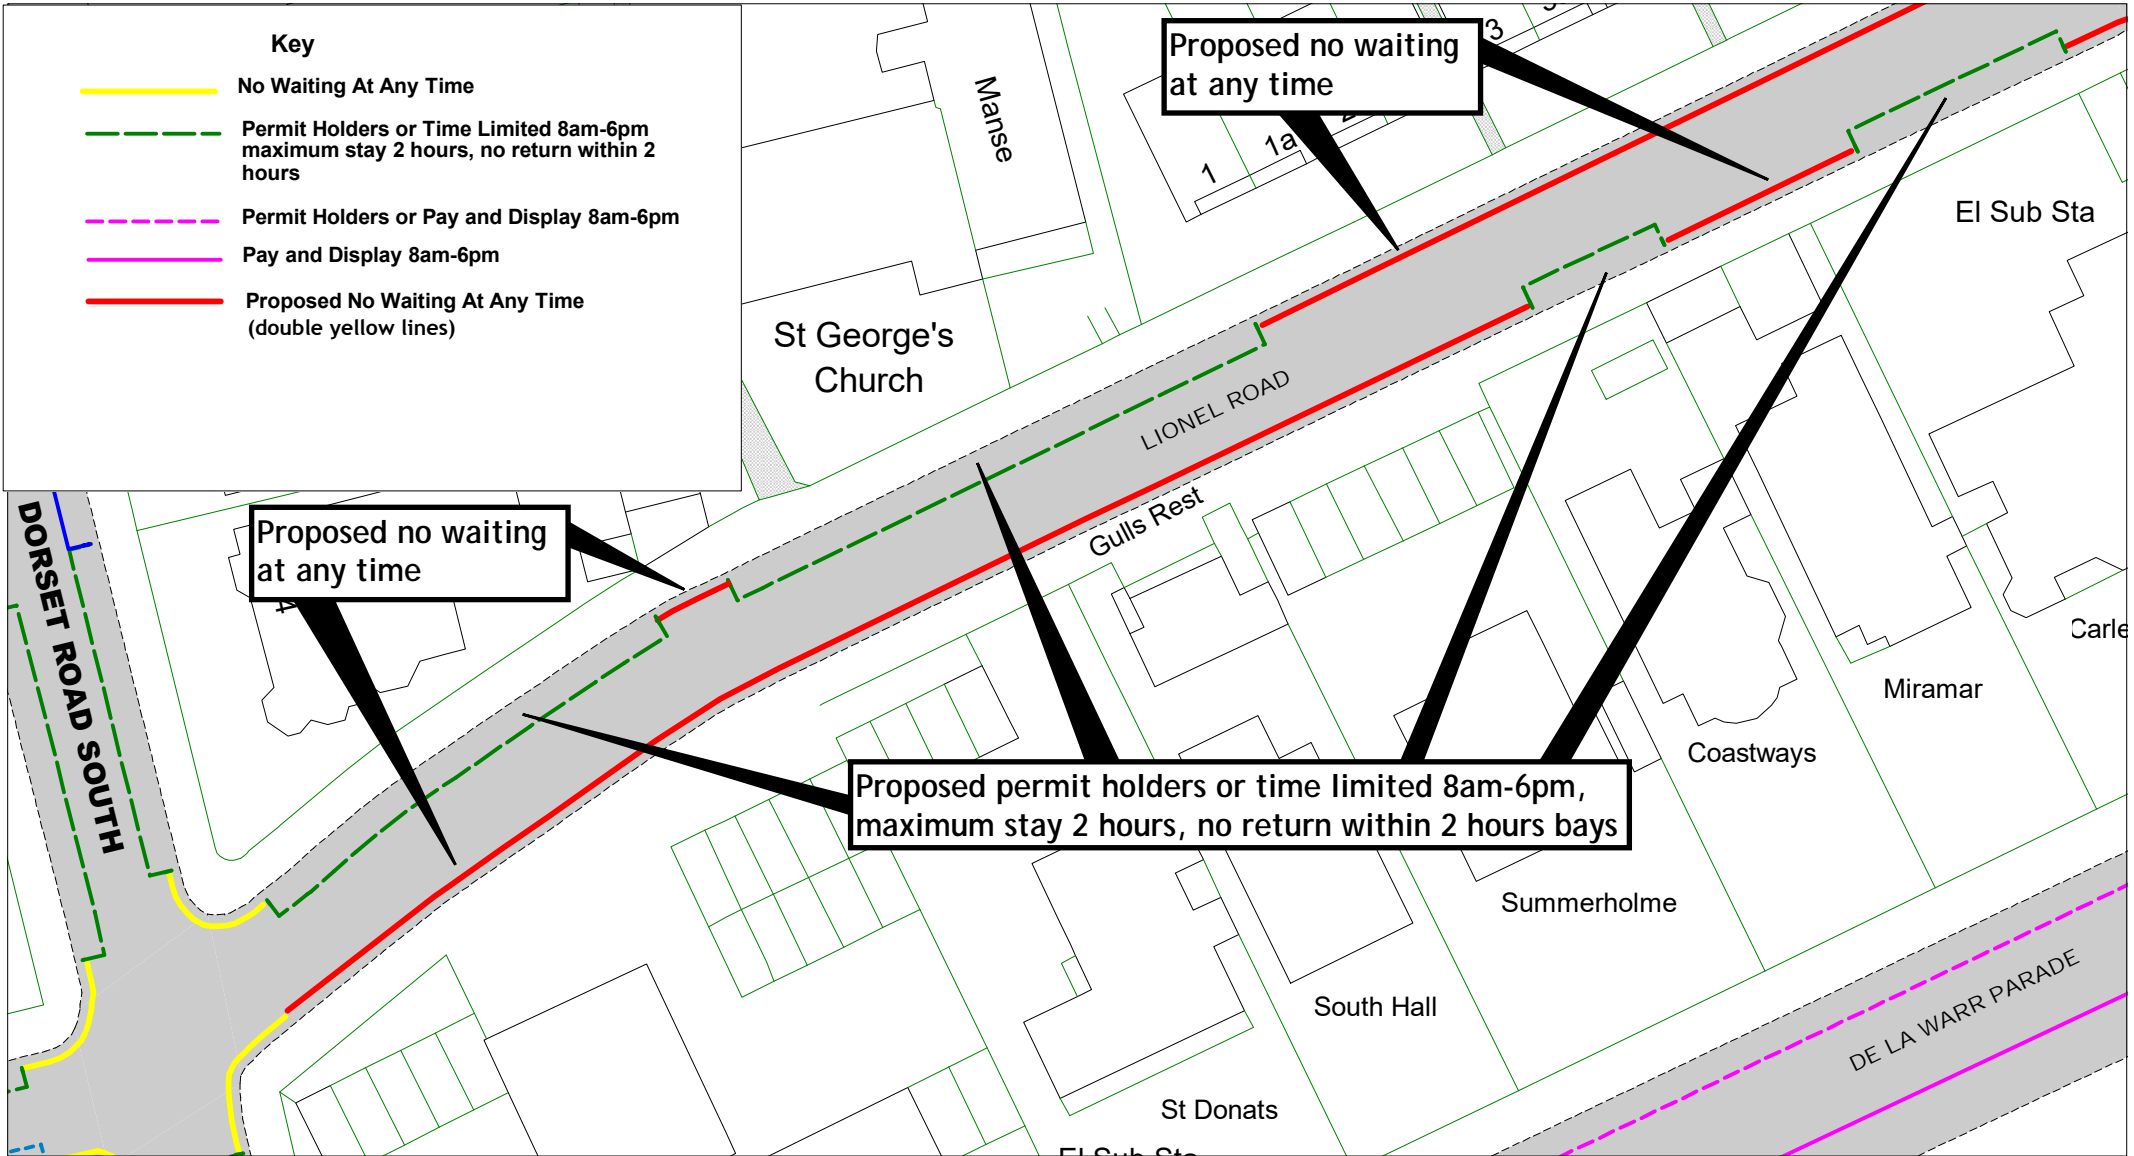 Key
No Waiting At Any Time
Permit Holders or Time Limited 8am-6pm
maximum stay 2 hours, no return within 2
hours
Permit Holders or Pay and Display 8am-6pm
Pay and Display 8am-6pm
Proposed No Waiting At Any Time
(double yellow lines)
Proposed no waiting
at any time
3
Manse
1
1a
El Sub Sta
St George's
Church
LIONEL ROAD
Gulls Rest
DORSET ROAD SOUTH
Proposed no waiting
at any time
Carle
Miramar
Coastways
Proposed permit holders or time limited 8am-6pm,
maximum stay 2 hours, no return within 2 hours bays
Summerholme
South Hall
DE LA WARR PARADE
St Donats
El Sub Sta